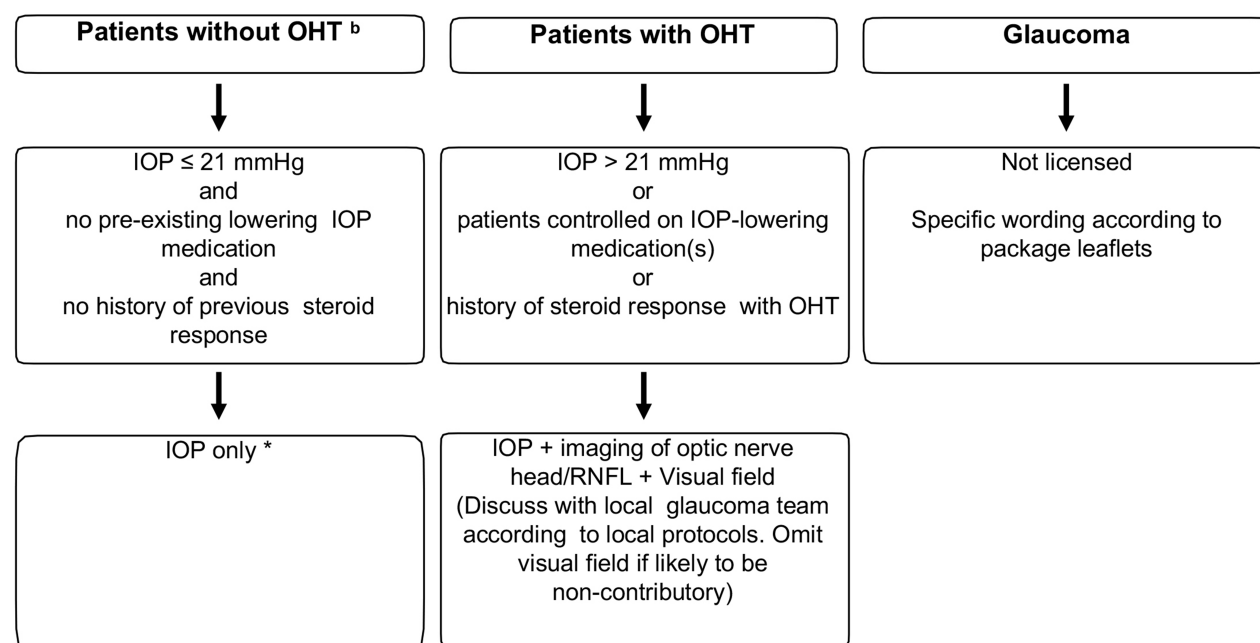 Patients without OHT ᵇ
IOP ≤ 21 mmHg
and
no pre-existing lowering IOP
medication
and
no history of previous steroid
response
IOP only *
Patients with OHT
IOP > 21 mmHg
or
patients controlled on IOP-lowering
medication(s)
or
history of steroid response with OHT
IOP + imaging of optic nerve
head/RNFL + Visual field
(Discuss with local glaucoma team
according to local protocols. Omit
visual field if likely to be
non-contributory)
Glaucoma
Not licensed
Specific wording according to
package leaflets